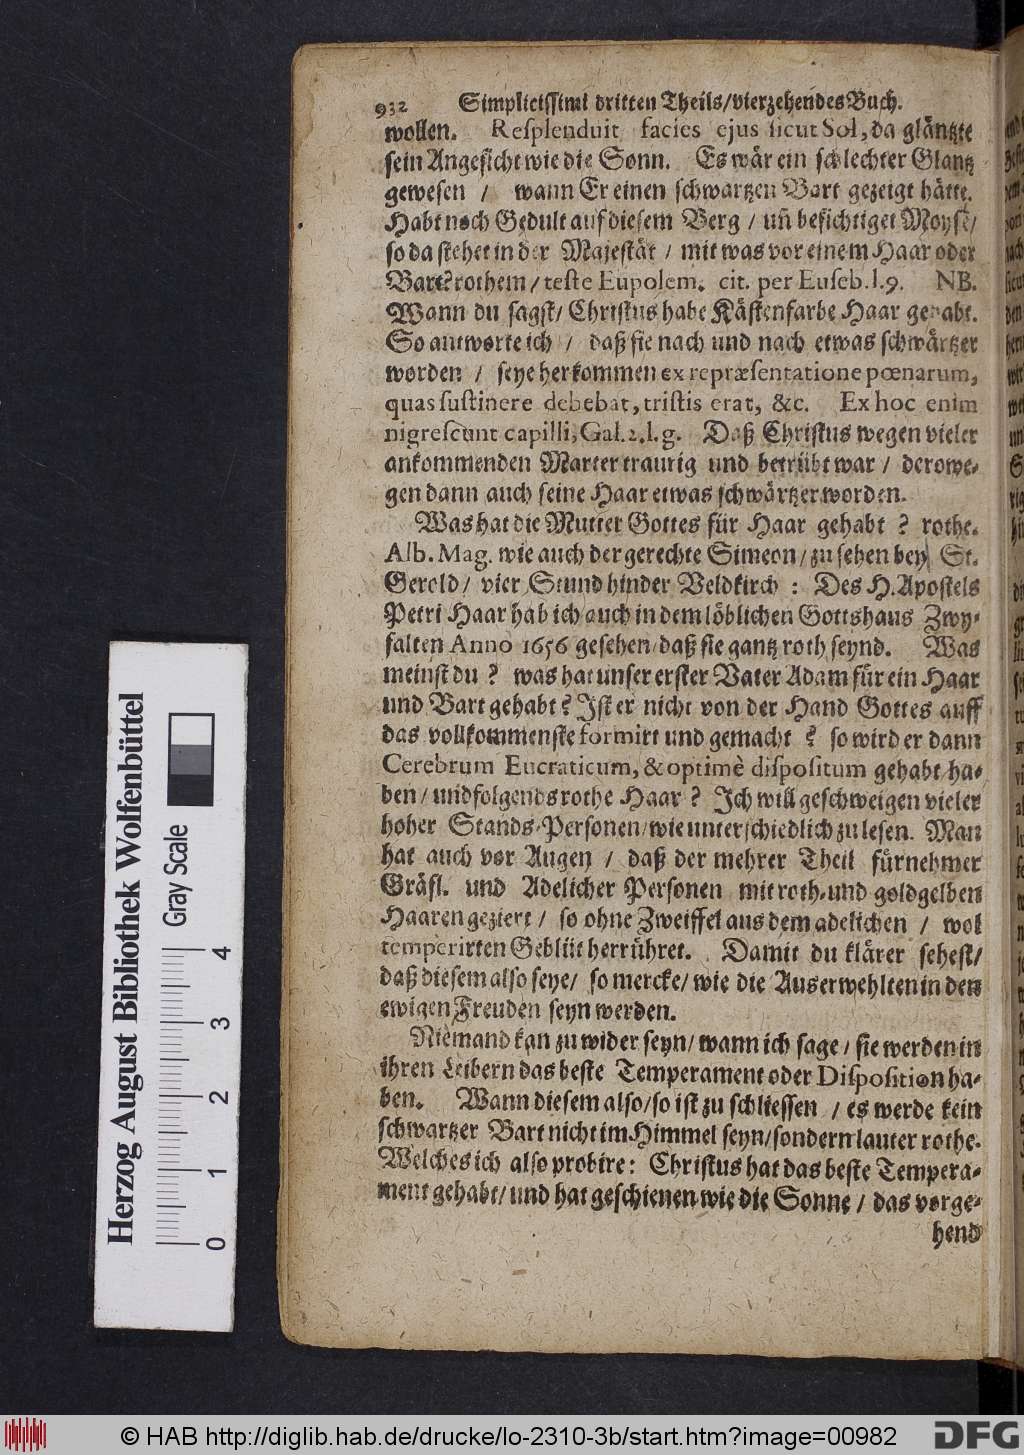 932 Simplicissimi dritten Theils/vierzehendes Buch.
wollen. Resplenduit facies ejus sicut Sol, da gläntzte
sein Angesicht wie die Sonn. Es wär ein schlechter Glantz
gewesen / wann Er einen schwartzen Bart gezeigt hätte.
Habt noch Gedult auf diesem Berg / uñ besichtiget Moysē/
so da stehet in der Majestät / mit was vor einem Haar oder
Bart? rothem / teste Eupolem. cit. per Euseb. l. 9. NB.
Wann du sagst/ Christus habe Kästenfarbe Haar gehabt.
So antworte ich / daß sie nach und nach etwas schwärtzer
worden / seye herkommen ex repræsentatione pœnarum,
quas sustinere debebat, tristis erat, &c. Ex hoc enim
nigrescunt capilli, Gal. 2. l. g. Daß Christus wegen vieler
ankommenden Marter traurig und betrübt war / derowe-
gen dann auch seine Haar etwas schwärtzer worden.
Was hat die Mutter Gottes für Haar gehabt ? rothe.
Alb. Mag. wie auch der gerechte Simeon / zu sehen bey St.
Gerold / vier Stund hinder Veldkirch : Des H. Apostels
Petri Haar hab ich auch in dem löblichen Gottshaus Zwy-
falten Anno 1656 gesehen/daß sie gantz roth seynd. Was
meinst du ? was hat unser erster Vater Adam für ein Haar
und Bart gehabt ? Ist er nicht von der Hand Gottes auff
das vollkommenste formirt und gemacht ? so wird er dann
Cerebrum Eucraticum, & optimè dispositum gehabt ha-
ben / und folgends rothe Haar ? Ich will geschweigen vieler
hoher Stands-Personen/wie unterschiedlich zu lesen. Man
hat auch vor Augen / daß der mehrer Theil fürnehmer
Gräfl. und Adelicher Personen mit roth-und goldgelben
Haaren geziert / so ohne Zweiffel aus dem adelichen / wol
temperirten Geblüt herrühret. Damit du klärer sehest/
daß diesem also seye/ so mercke/ wie die Auserwehlten in den
ewigen Freuden seyn werden.
Niemand kan zu wider seyn/ wann ich sage / sie werden in
ihren Leibern das beste Temperament oder Disposition ha-
ben. Wann diesem also/so ist zu schliessen / es werde kein
schwartzer Bart nicht im Himmel seyn/sondern lauter rothe.
Welches ich also probire: Christus hat das beste Tempera-
ment gehabt/ und hat geschienen wie die Sonne / das vorge-
hend
Herzog August Bibliothek Wolfenbüttel
Gray Scale
0 1 2 3 4
© HAB http://diglib.hab.de/drucke/lo-2310-3b/start.htm?image=00982
DFG